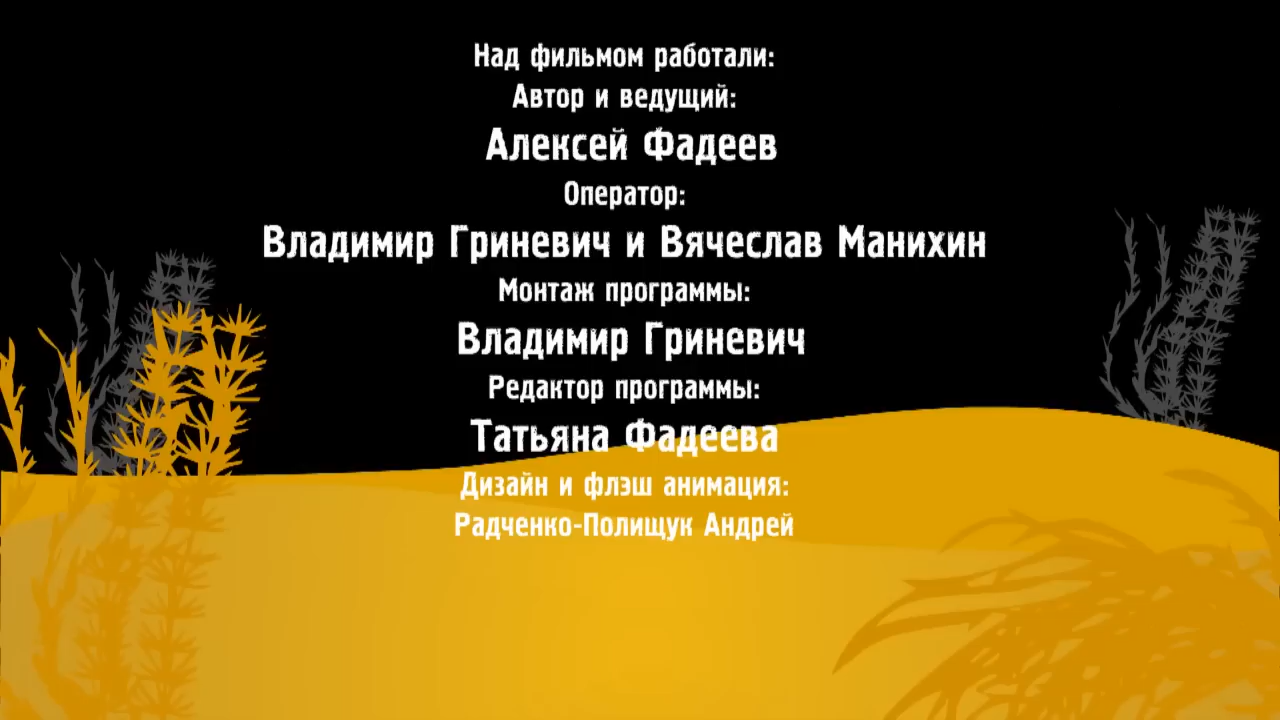 Над фильмом работали:
Автор и ведущий:
Алексей Фадеев
Оператор:
Владимир Гриневич и Вячеслав Манихин
Монтаж программы:
Владимир Гриневич
Редактор программы:
Татьяна Фадеева
Дизайн и флэш анимация:
Радченко-Полищук Андрей